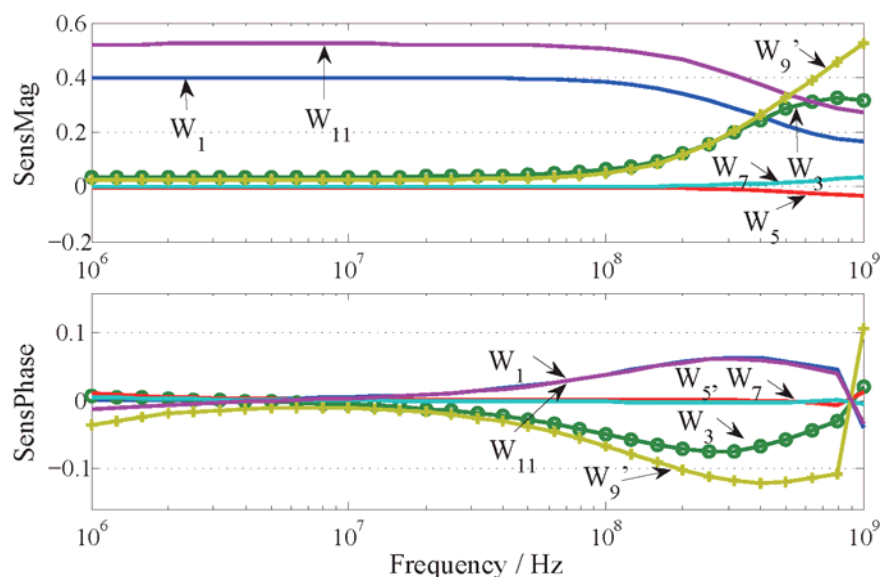 0.6
W9'
0.4
W1
W11
SensMag
0.2
W7
W3
0
W5
−0.2
10^6
10^7
10^8
10^9
0.1
W1
W5, W7
SensPhase
0
W11
W3
−0.1
W9'
10^6
10^7
10^8
10^9
Frequency / Hz